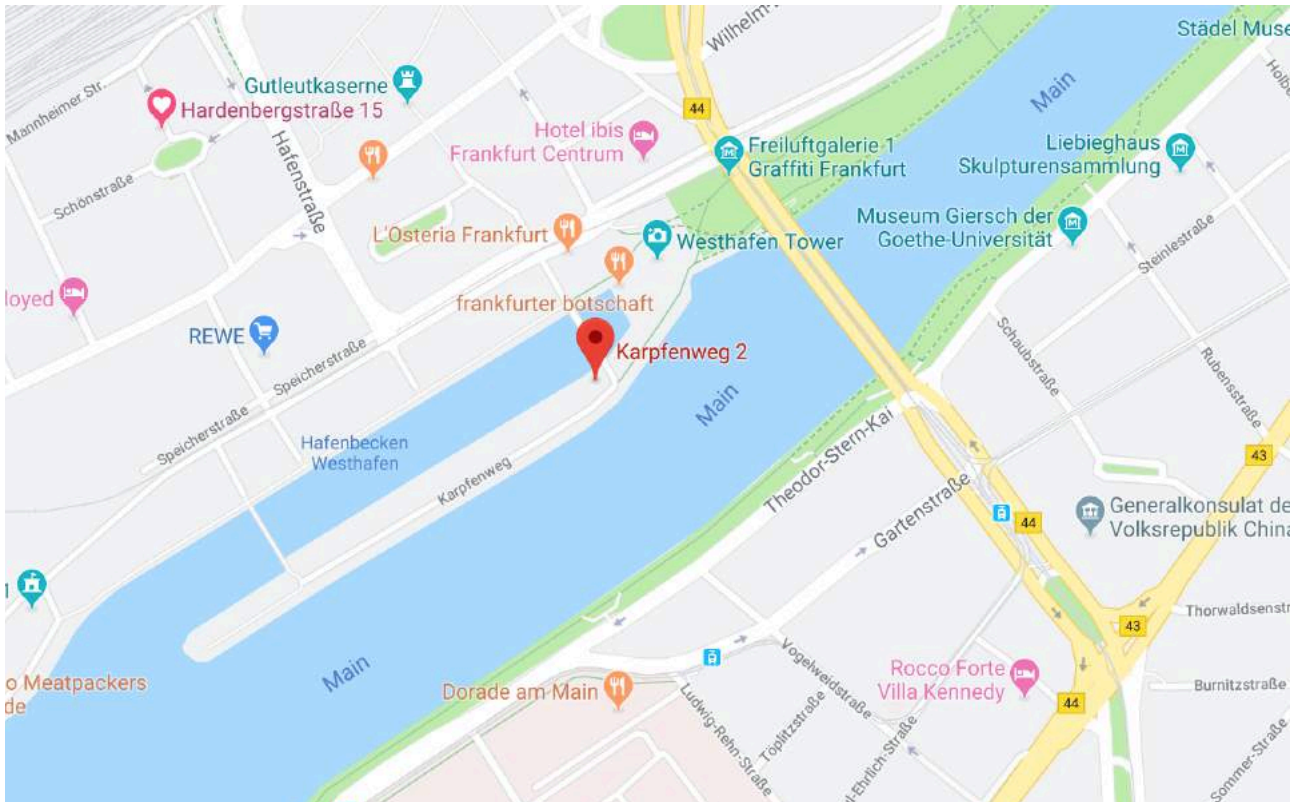 Wilhelm-
Städel Muse
Holbe
Mannheimer Str.
Gutleutkaserne
Hardenbergstraße 15
Main
44
Hafenstraße
Hotel ibis
Frankfurt Centrum
Freiluftgalerie 1
Graffiti Frankfurt
Liebieghaus
Skulpturensammlung
Schönstraße
Museum Giersch der
Goethe-Universität
L'Osteria Frankfurt
Westhafen Tower
Steinlestraße
loyed
frankfurter botschaft
REWE
Speicherstraße
Karpfenweg 2
Schaubstraße
Rubensstraße
Main
Speicherstraße
Hafenbecken
Westhafen
Karpfenweg
Theodor-Stern-Kai
43
Gartenstraße
44
Generalkonsulat de
Volksrepublik China
Thorwaldsenstr
43
Main
Vogelweidstraße
o Meatpackers
de
Dorade am Main
Rocco Forte
Villa Kennedy
Burnitzstraße
44
Ludwig-Rehn-Straße
Töplitzstraße
l-Ehrlich-Straße
Sommer-Straße